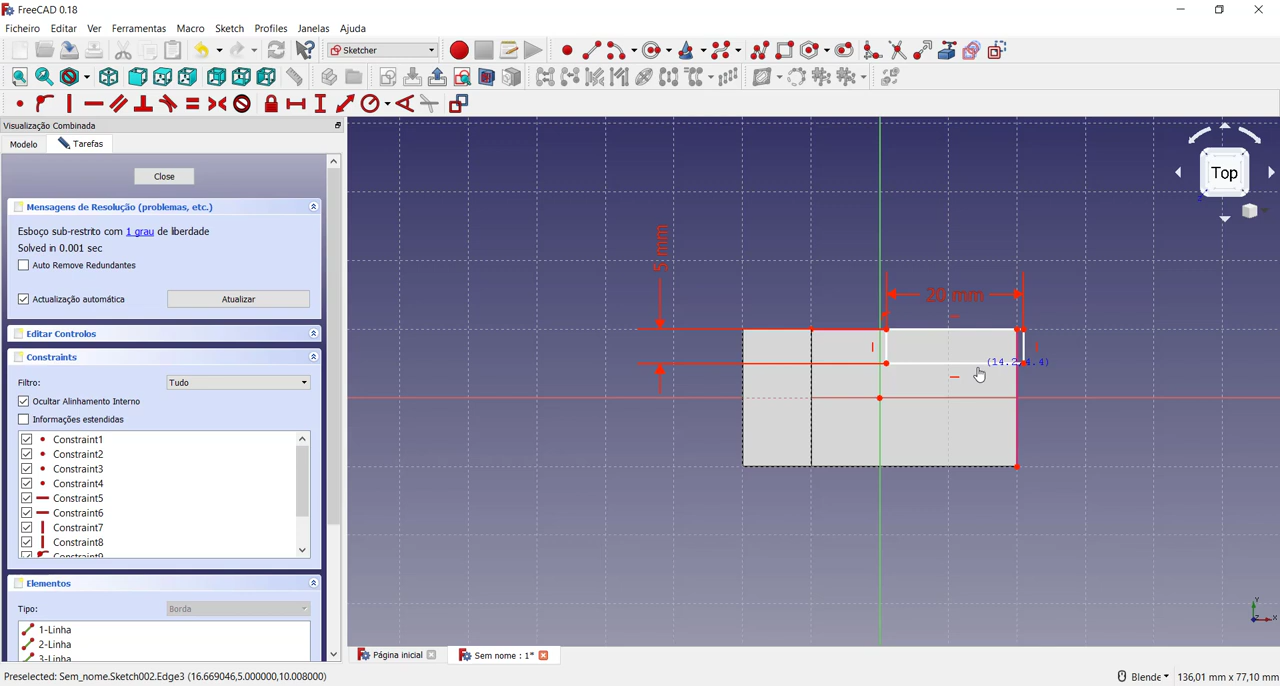 FreeCAD 0.18
Ficheiro Editar Ver Ferramentas Macro Sketch Profiles Janelas Ajuda
Sketcher
Visualização Combinada
Modelo Tarefas
Close
Mensagens de Resolução (problemas, etc.)
Esboço sub-restrito com 1 grau de liberdade
Solved in 0.001 sec
Auto Remove Redundantes
Actualização automática Atualizar
Editar Controlos
Constraints
Filtro: Tudo
Ocultar Alinhamento Interno
Informações estendidas
Constraint1
Constraint2
Constraint3
Constraint4
Constraint5
Constraint6
Constraint7
Constraint8
Constraint9
Elementos
Tipo: Borda
1-Linha
2-Linha
3-Linha
5 mm
20 mm
Top
Y
Z X
Página inicial Sem nome : 1*
Preselected: Sem_nome.Sketch002.Edge3 (16.669046,5.000000,10.008000) Blende 136,01 mm x 77,10 mm